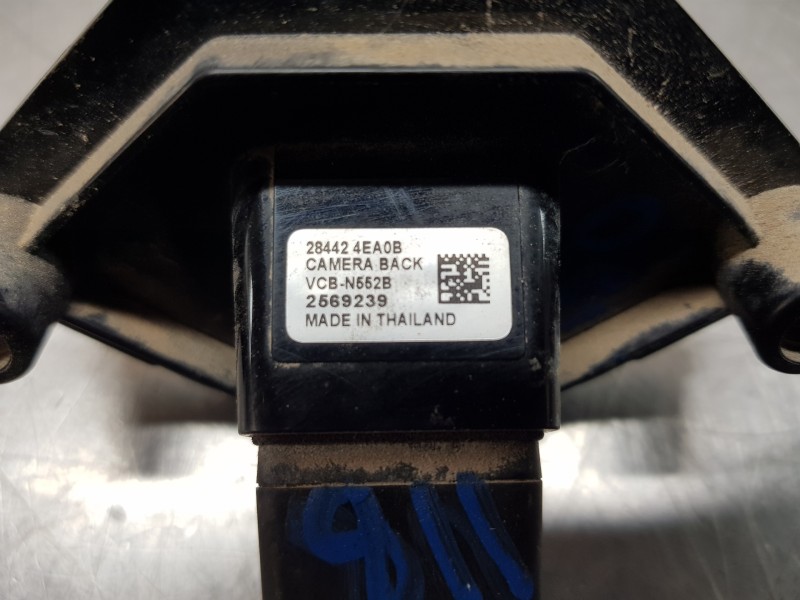 28442 4EA0B
CAMERA BACK
VCB-N552B
2569239
MADE IN THAILAND